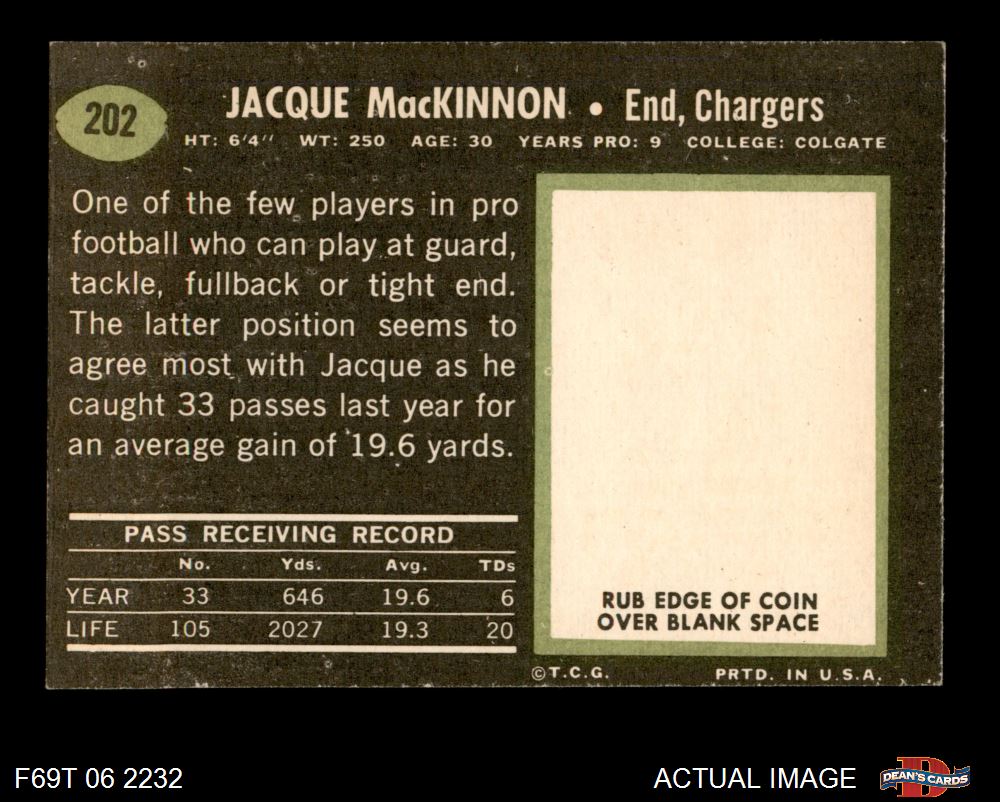 202
JACQUE MacKINNON • End, Chargers
HT: 6'4'' WT: 250 AGE: 30 YEARS PRO: 9 COLLEGE: COLGATE
One of the few players in pro
football who can play at guard,
tackle, fullback or tight end.
The latter position seems to
agree most with Jacque as he
caught 33 passes last year for
an average gain of 19.6 yards.
PASS RECEIVING RECORD
No. Yds. Avg. TDs
YEAR 33 646 19.6 6
LIFE 105 2027 19.3 20
RUB EDGE OF COIN
OVER BLANK SPACE
©T.C.G. PRTD. IN U.S.A.
F69T 06 2232
ACTUAL IMAGE
D
DEAN'S CARDS